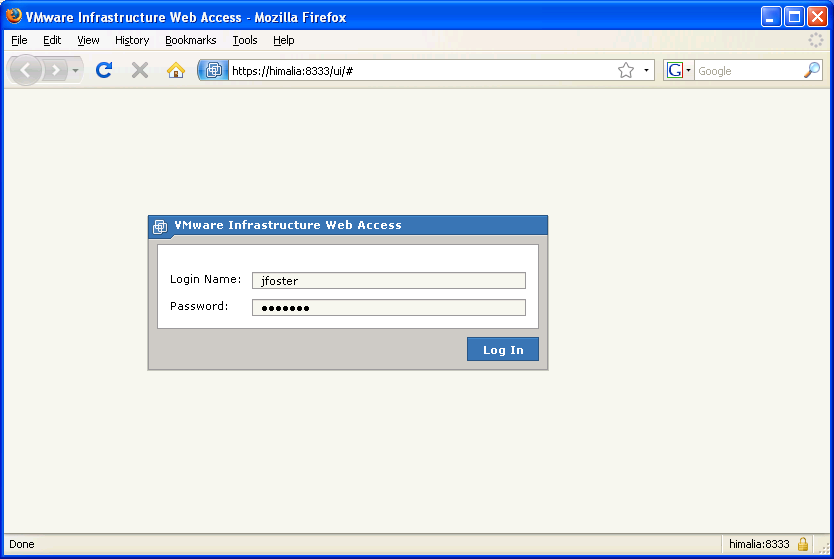 VMware Infrastructure Web Access - Mozilla Firefox
File Edit View History Bookmarks Tools Help
https://himalia:8333/ui/#
G Google
VMware Infrastructure Web Access
Login Name: jfoster
Password: ●●●●●●●
Log In
Done himalia:8333